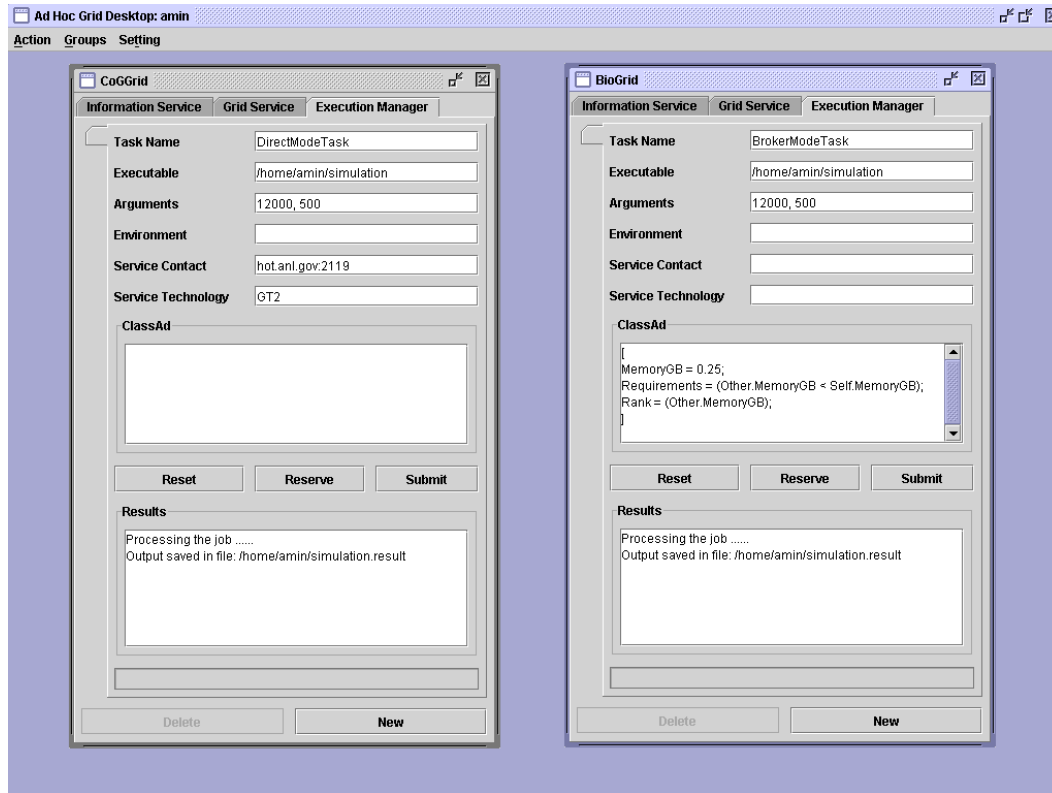 Ad Hoc Grid Desktop: amin
Action Groups Setting
CoGGrid
Information Service Grid Service Execution Manager
Task Name DirectModeTask
Executable /home/amin/simulation
Arguments 12000, 500
Environment
Service Contact hot.anl.gov:2119
Service Technology GT2
ClassAd
Reset Reserve Submit
Results
Processing the job ......
Output saved in file: /home/amin/simulation.result
Delete New
BioGrid
Information Service Grid Service Execution Manager
Task Name BrokerModeTask
Executable /home/amin/simulation
Arguments 12000, 500
Environment
Service Contact
Service Technology
ClassAd
[
MemoryGB = 0.25;
Requirements = (Other.MemoryGB < Self.MemoryGB);
Rank = (Other.MemoryGB);
]
Reset Reserve Submit
Results
Processing the job ......
Output saved in file: /home/amin/simulation.result
Delete New